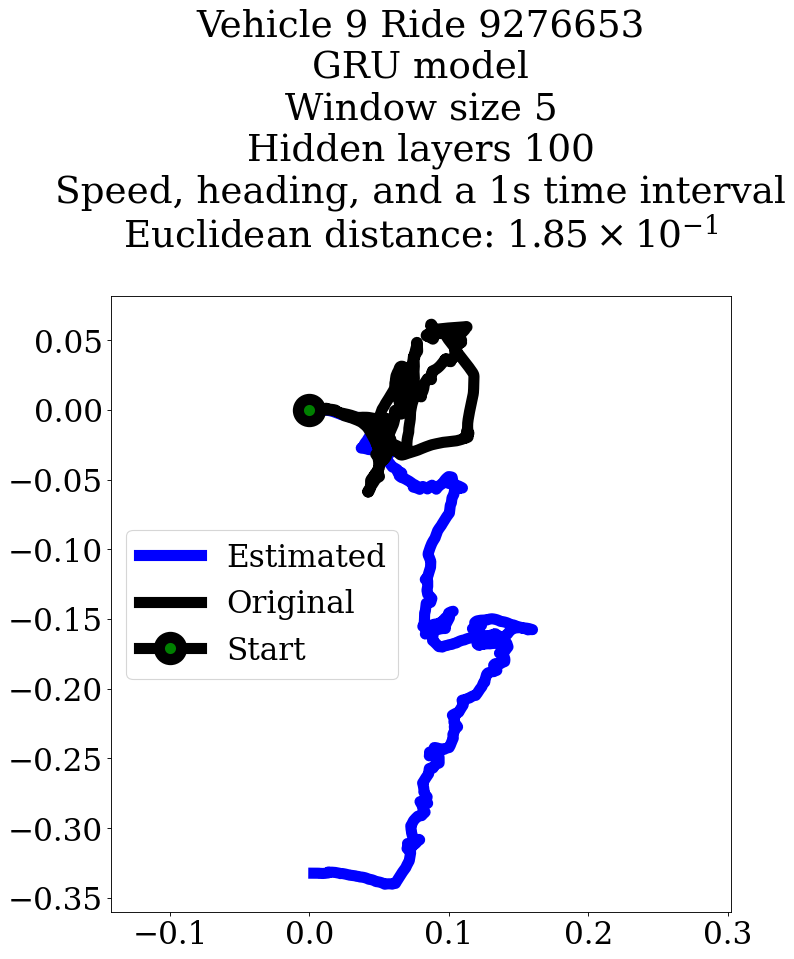 Vehicle 9 Ride 9276653
GRU model
Window size 5
Hidden layers 100
Speed, heading, and a 1s time interval
Euclidean distance: 1.85 × 10⁻¹
0.05
0.00
−0.05
−0.10
−0.15
−0.20
−0.25
−0.30
−0.35
Estimated
Original
Start
−0.1 0.0 0.1 0.2 0.3